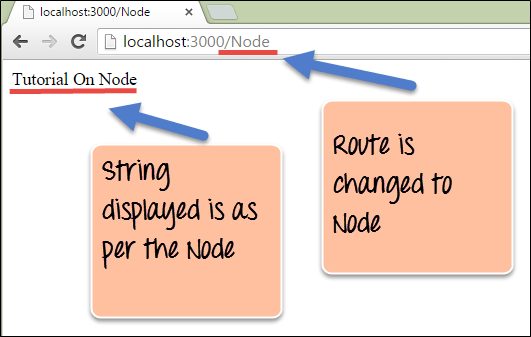 localhost:3000/Node
localhost:3000/Node
Tutorial On Node
String
displayed is as
per the Node
Route is
changed to
Node